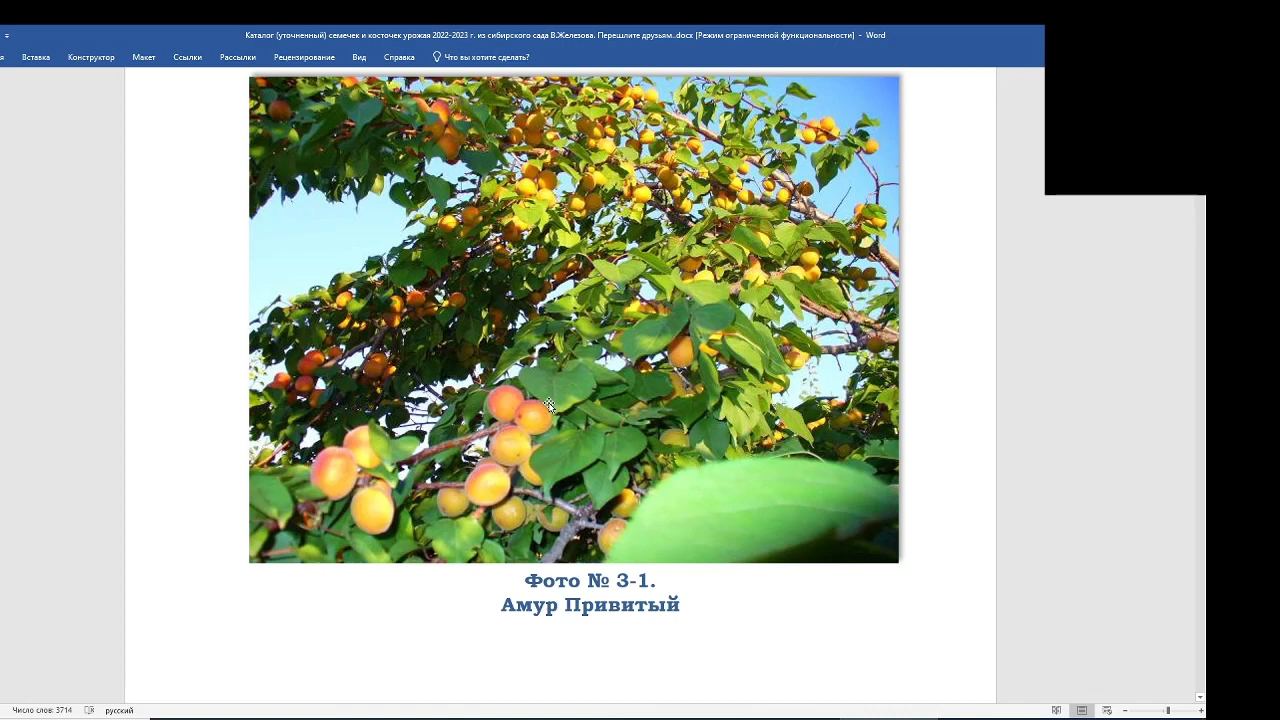 Каталог (уточненный) семечек и косточек урожая 2022-2023 г. из сибирского сада В.Железова. Перешлите друзьям..docx [Режим ограниченной функциональности] - Word
я Вставка Конструктор Макет Ссылки Рассылки Рецензирование Вид Справка Что вы хотите сделать?
Фото № 3-1.
Амур Привитый
Число слов: 3714 русский